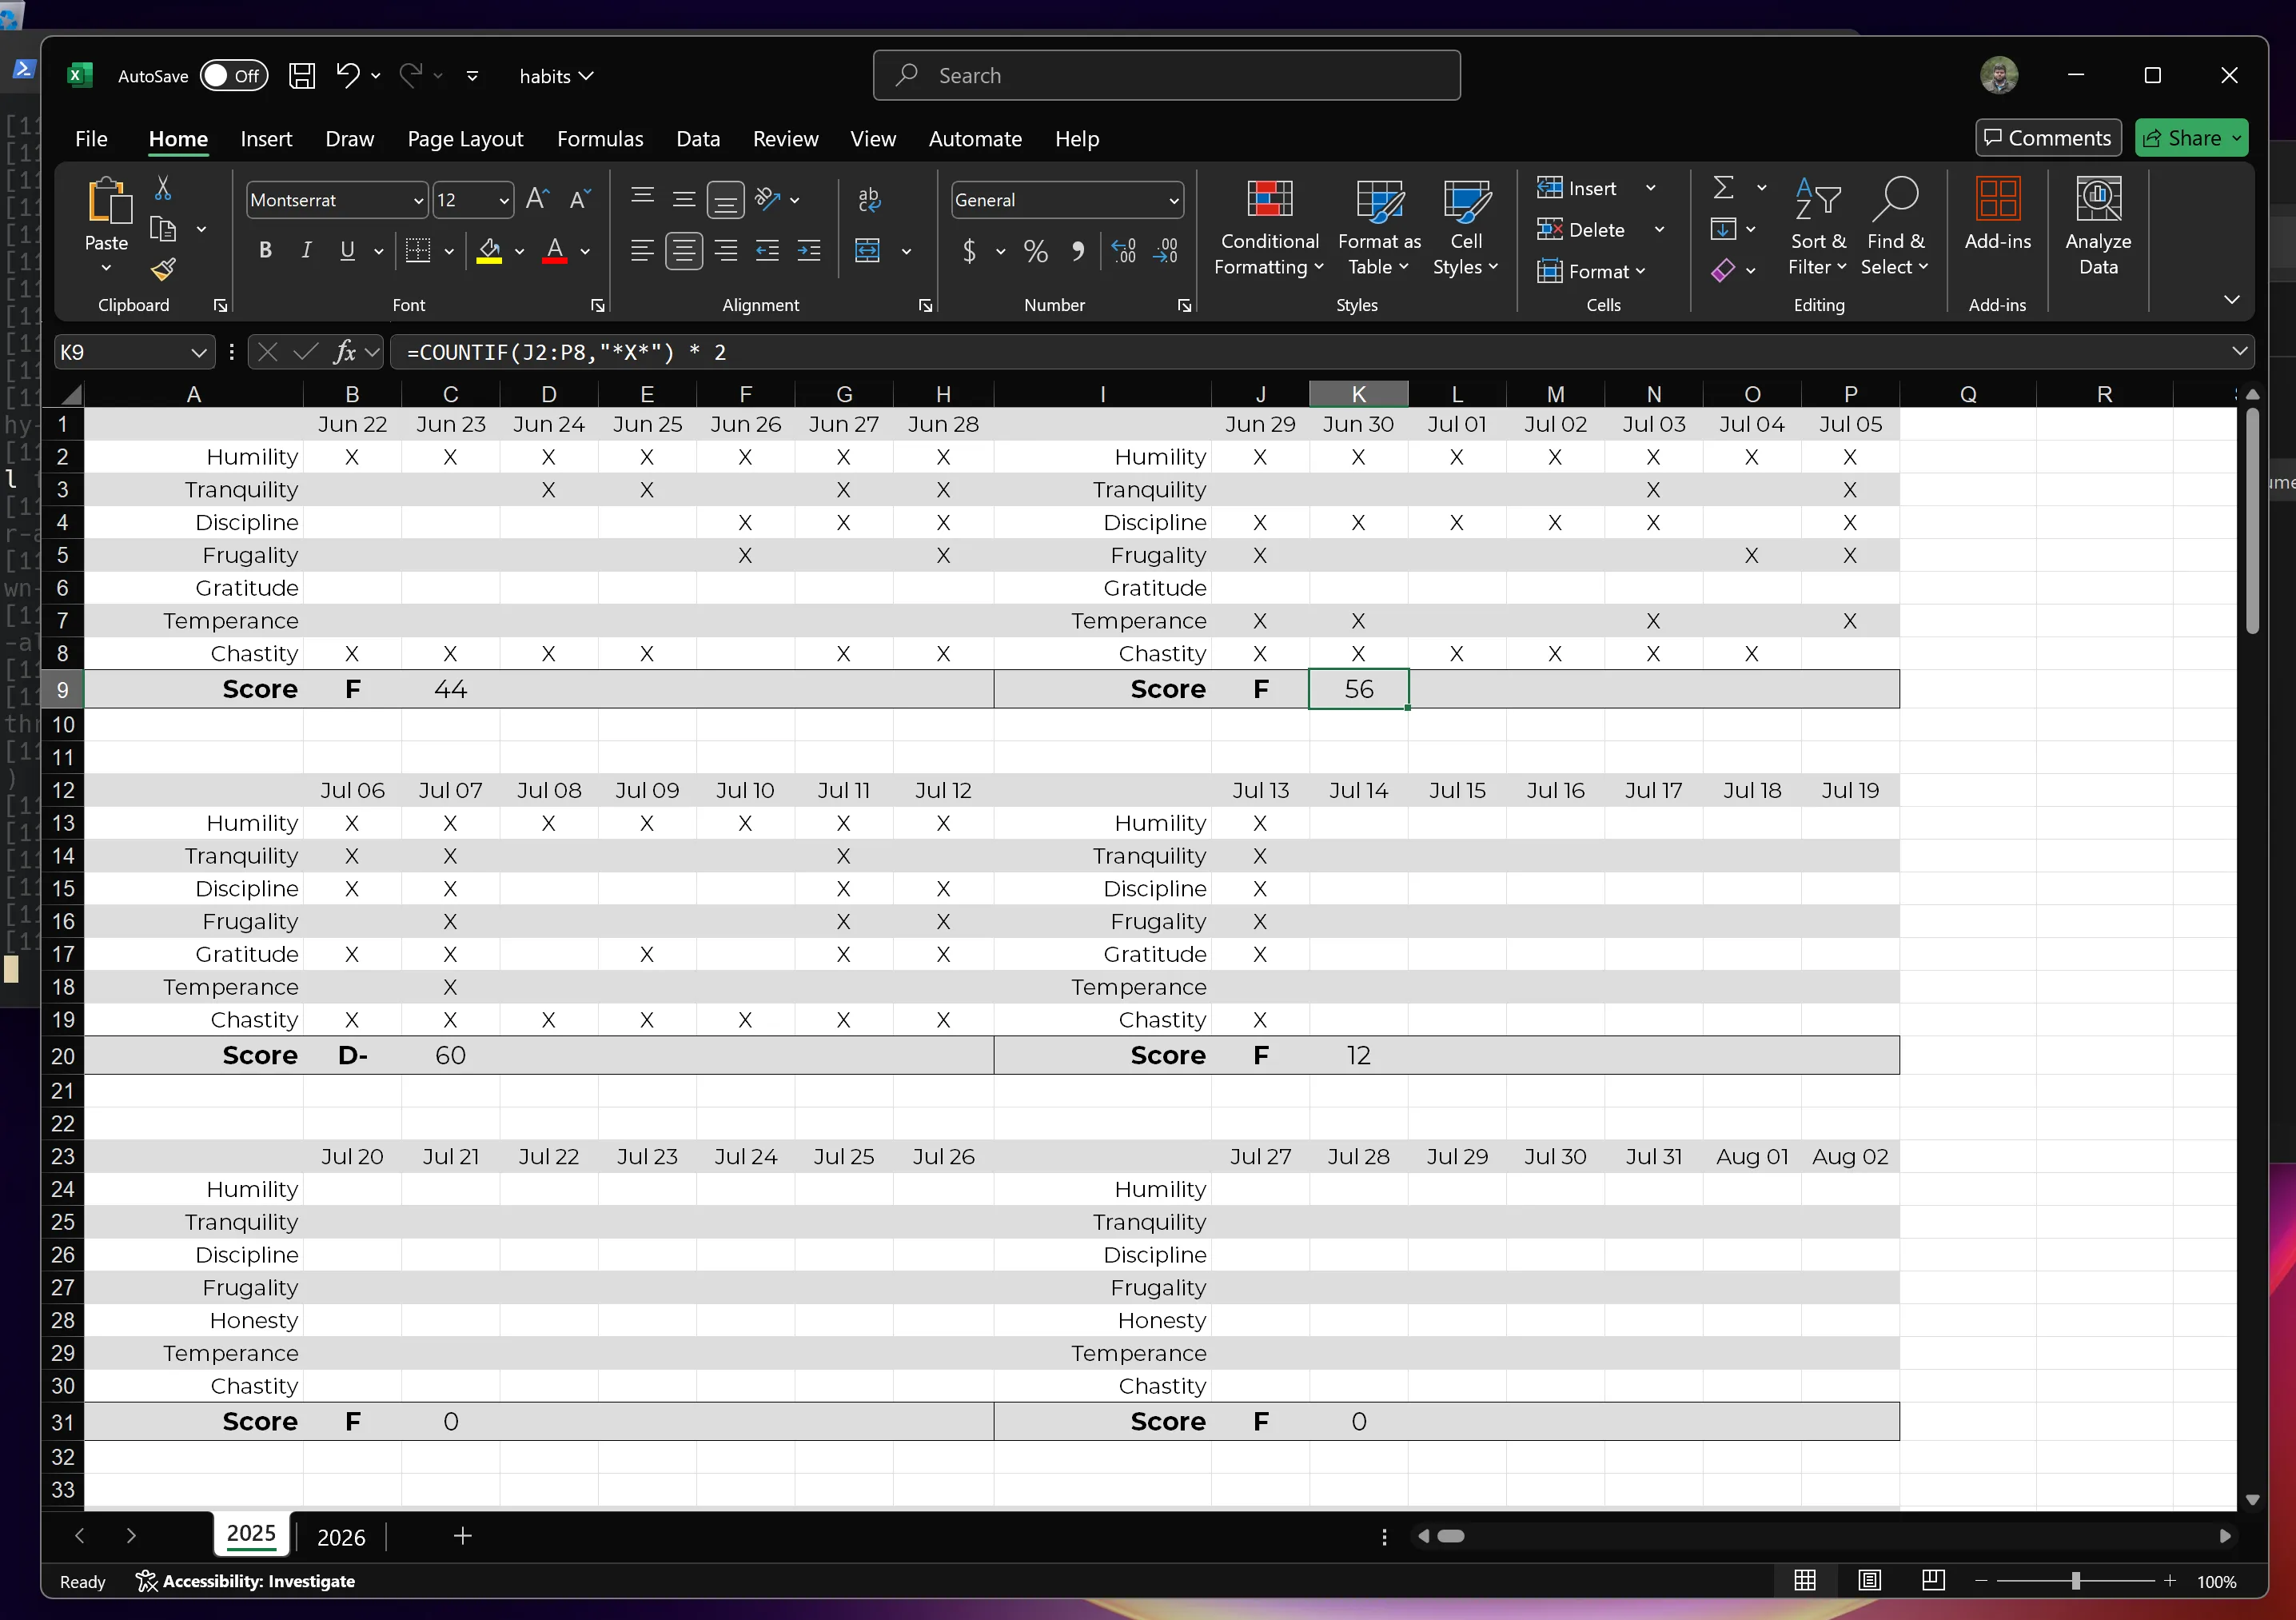 AutoSave Off habits Search
File Home Insert Draw Page Layout Formulas Data Review View Automate Help Comments Share
Paste Montserrat 12 General Conditional Formatting Format as Table Cell Styles Insert Delete Format Sort & Filter Find & Select Add-ins Analyze Data
Clipboard Font Alignment Number Styles Cells Editing Add-ins
K9 fx =COUNTIF(J2:P8,"*X*") * 2
A B C D E F G H I J K L M N O P Q R
1 Jun 22 Jun 23 Jun 24 Jun 25 Jun 26 Jun 27 Jun 28 Jun 29 Jun 30 Jul 01 Jul 02 Jul 03 Jul 04 Jul 05
2 Humility X X X X X X X Humility X X X X X X X
3 Tranquility X X X X Tranquility X X
4 Discipline X X X Discipline X X X X X X
5 Frugality X X Frugality X X X
6 Gratitude Gratitude
7 Temperance Temperance X X X X
8 Chastity X X X X X X Chastity X X X X X X
9 Score F 44 Score F 56
10
11
12 Jul 06 Jul 07 Jul 08 Jul 09 Jul 10 Jul 11 Jul 12 Jul 13 Jul 14 Jul 15 Jul 16 Jul 17 Jul 18 Jul 19
13 Humility X X X X X X X Humility X
14 Tranquility X X X Tranquility X
15 Discipline X X X X Discipline X
16 Frugality X X X Frugality X
17 Gratitude X X X X X Gratitude X
18 Temperance X Temperance
19 Chastity X X X X X X X Chastity X
20 Score D- 60 Score F 12
21
22
23 Jul 20 Jul 21 Jul 22 Jul 23 Jul 24 Jul 25 Jul 26 Jul 27 Jul 28 Jul 29 Jul 30 Jul 31 Aug 01 Aug 02
24 Humility Humility
25 Tranquility Tranquility
26 Discipline Discipline
27 Frugality Frugality
28 Honesty Honesty
29 Temperance Temperance
30 Chastity Chastity
31 Score F 0 Score F 0
32
33
2025 2026
Ready Accessibility: Investigate 100%